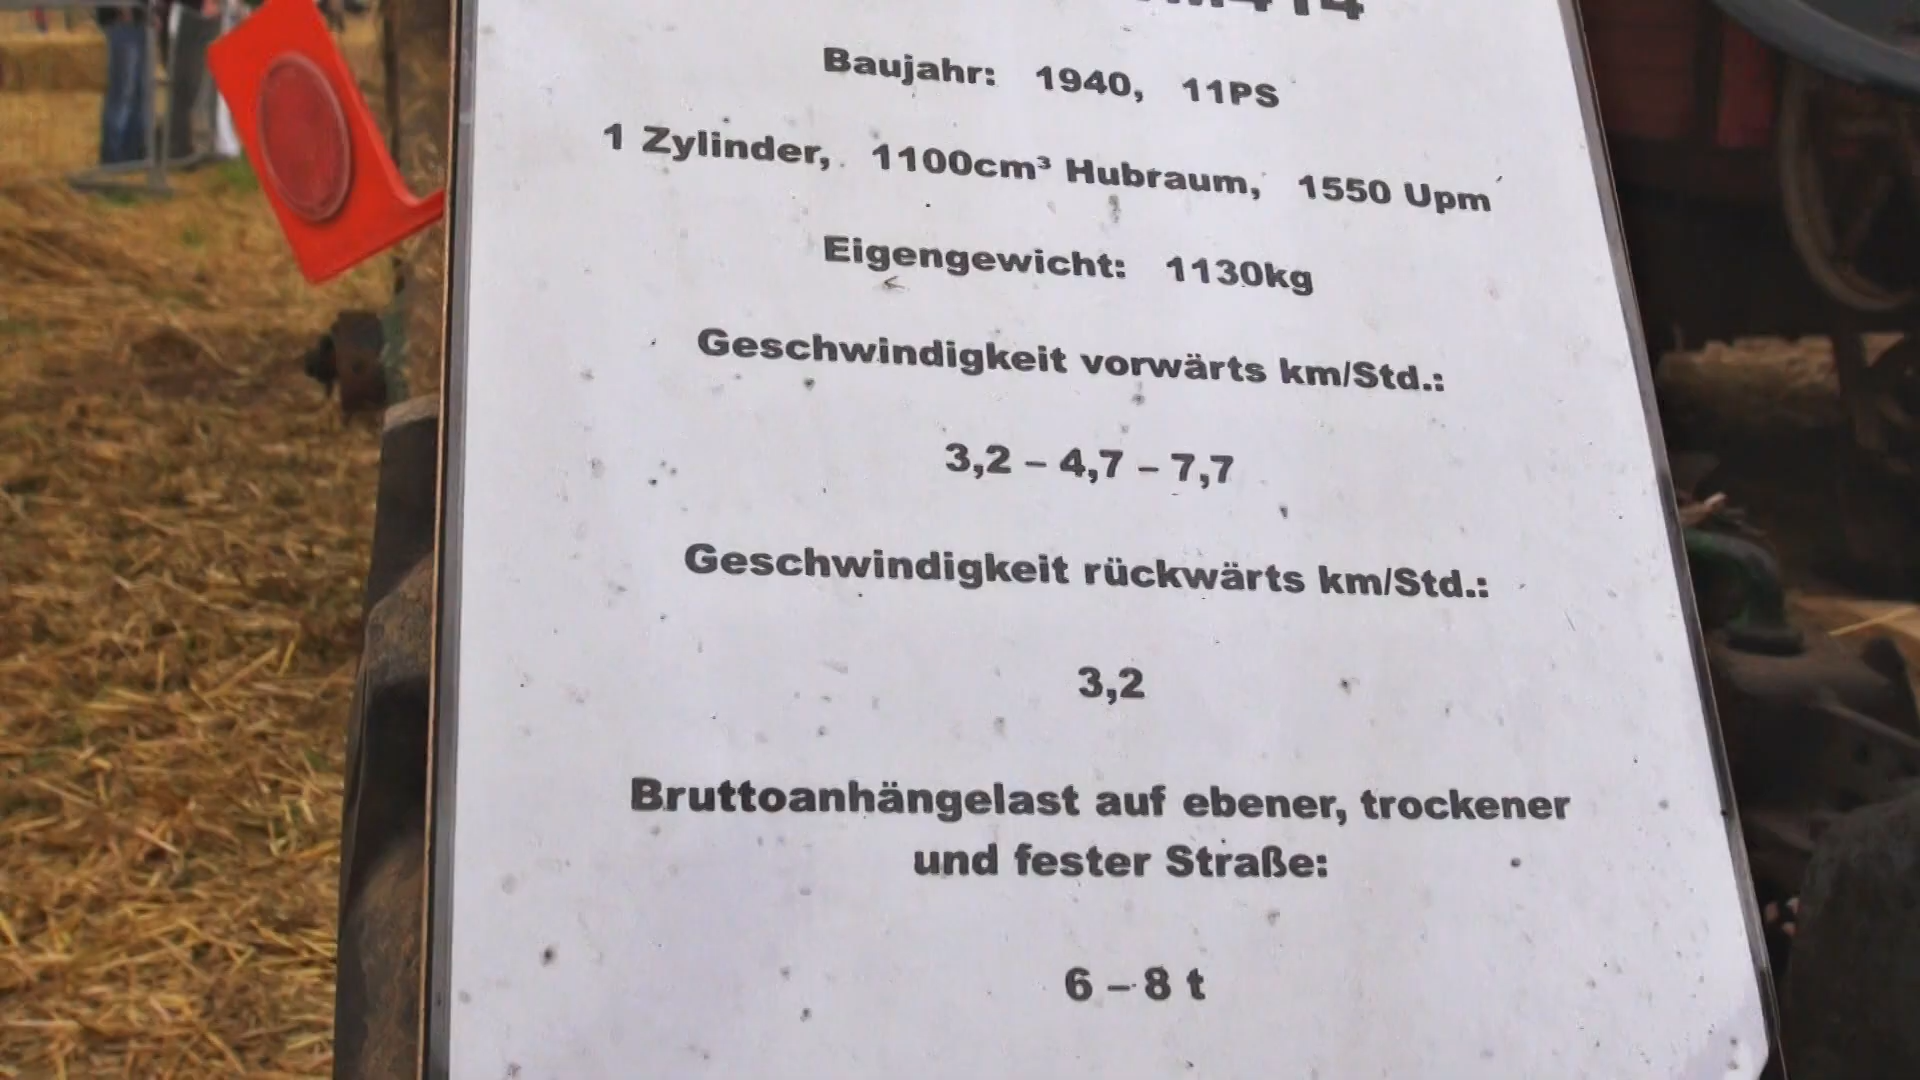 Baujahr: 1940, 11PS
1 Zylinder, 1100cm³ Hubraum, 1550 Upm
Eigengewicht: 1130kg
Geschwindigkeit vorwärts km/Std.:
3,2 – 4,7 – 7,7
Geschwindigkeit rückwärts km/Std.:
3,2
Bruttoanhängelast auf ebener, trockener
und fester Straße:
6 – 8 t